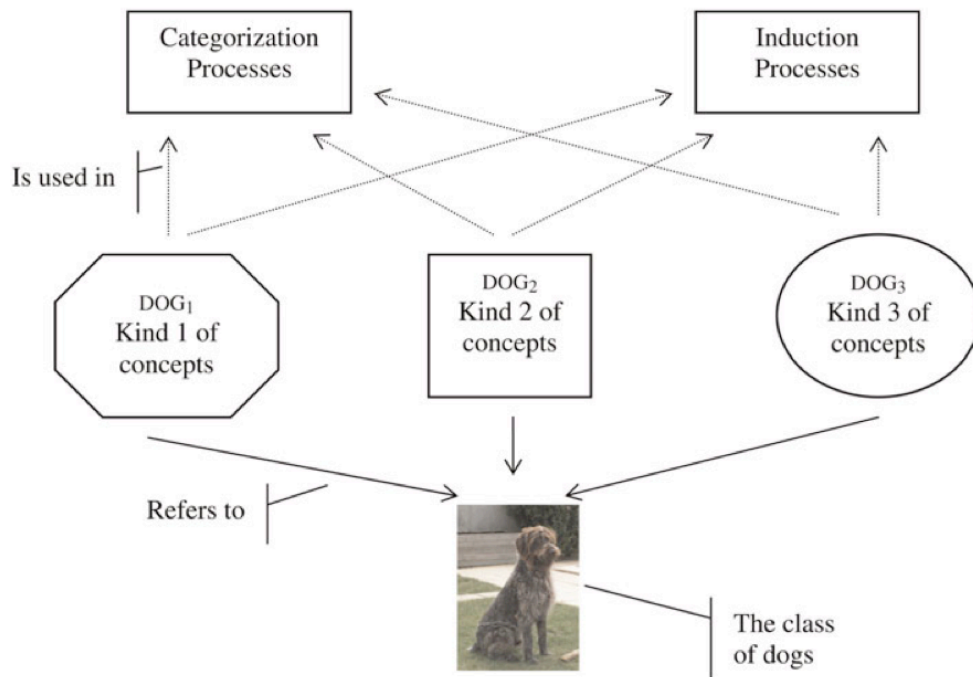 Categorization
Processes
Induction
Processes
Is used in
DOG₁
Kind 1 of
concepts
DOG₂
Kind 2 of
concepts
DOG₃
Kind 3 of
concepts
Refers to
The class
of dogs